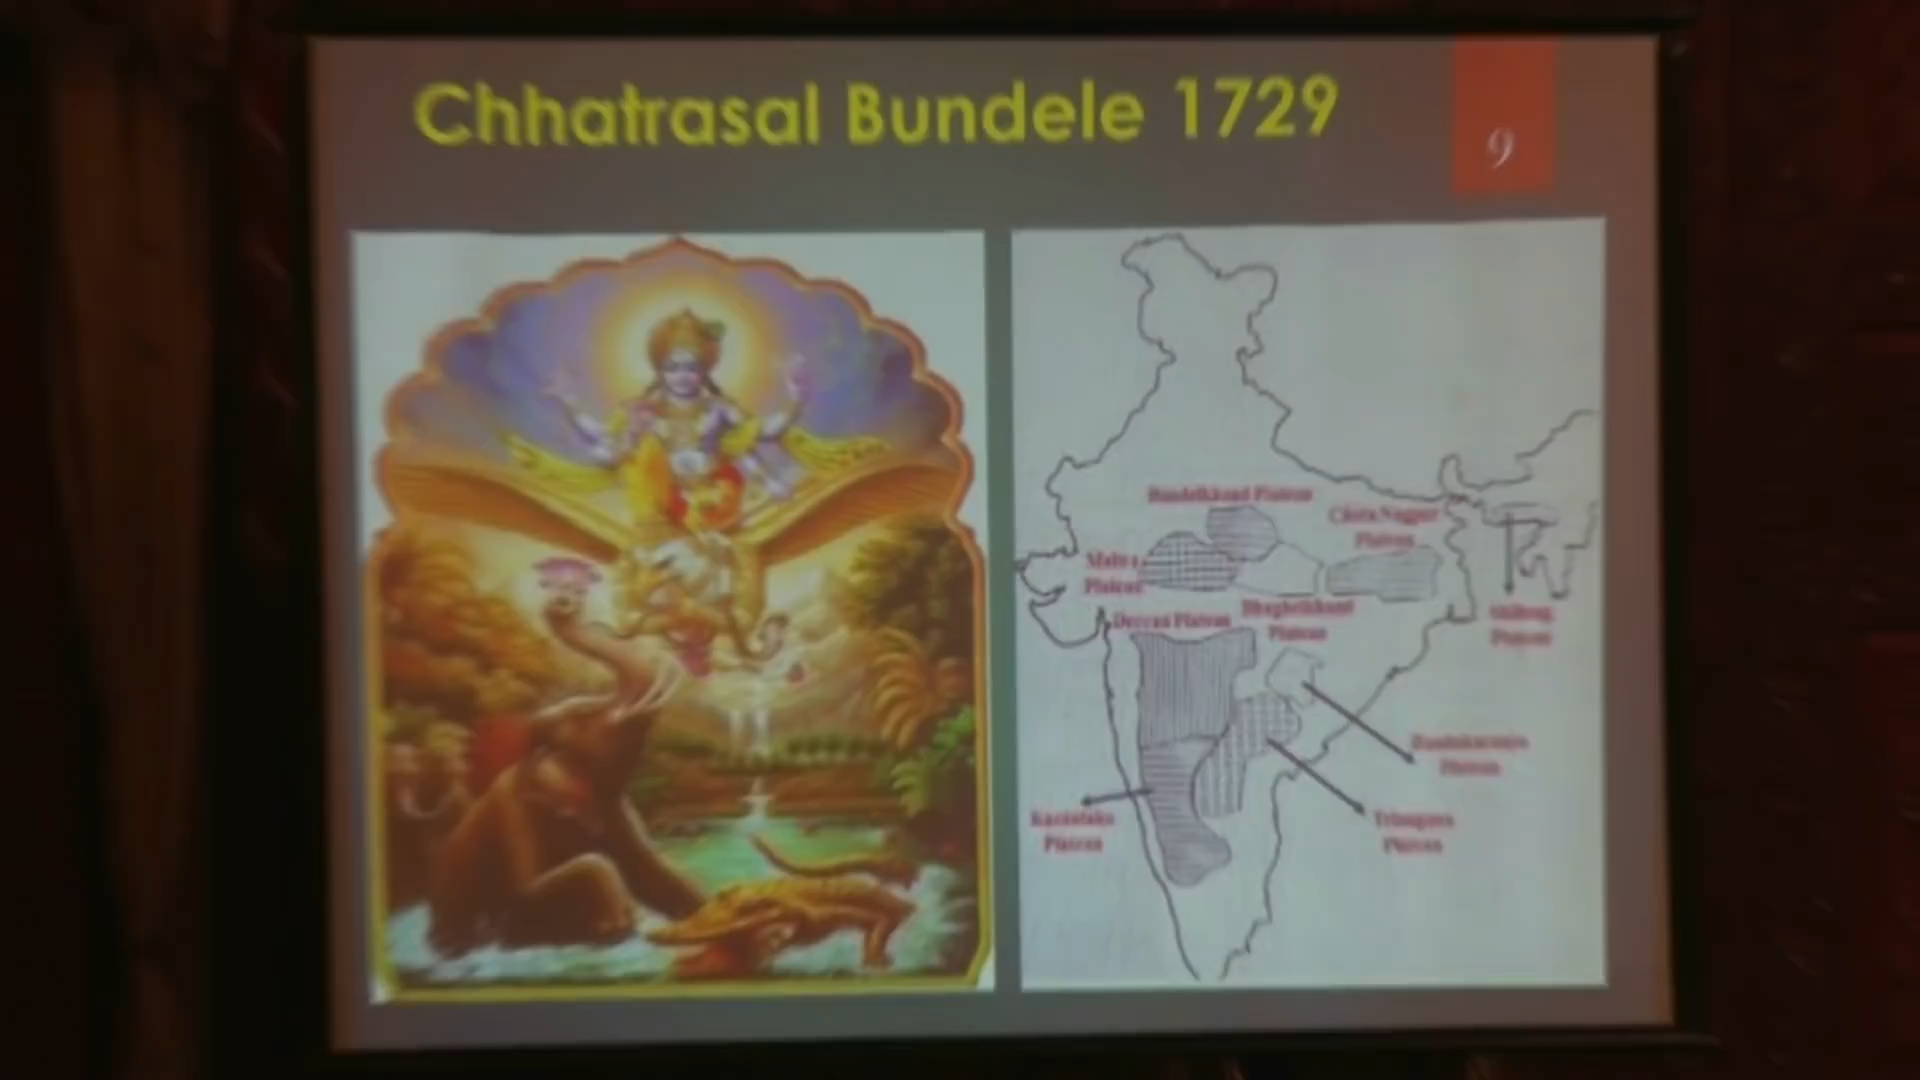 Chhatrasal Bundele 1729
9
Bundelkhand Plateau
Chota Nagpur
Plateau
Malwa
Plateau
Deccan Plateau
Bhaghelkhand
Plateau
Shillong
Plateau
Dandakaranya
Plateau
Karnataka
Plateau
Telangana
Plateau